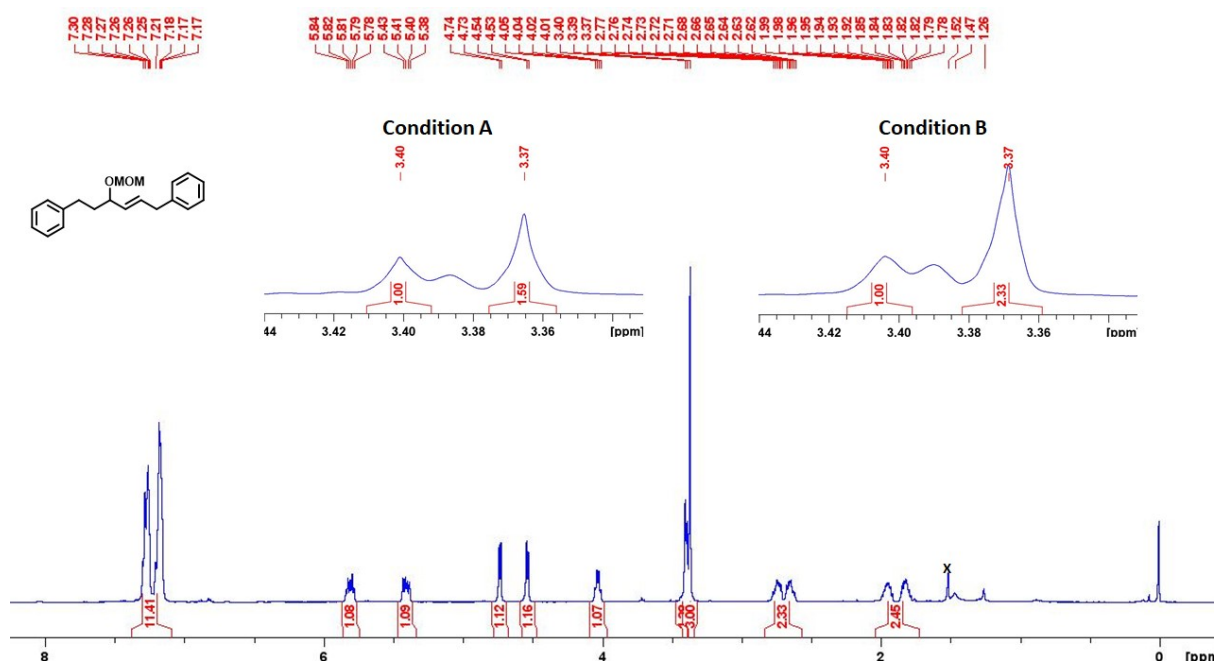 7.30 7.28 7.27 7.26 7.26 7.25 7.21 7.18 7.17 7.17 5.84 5.82 5.81 5.79 5.78 5.43 5.41 5.40 5.38 4.74 4.73 4.54 4.53 4.05 4.04 4.02 4.01 3.40 3.39 3.37 2.77 2.76 2.74 2.73 2.72 2.71 2.68 2.66 2.65 2.64 2.63 2.62 1.99 1.98 1.96 1.95 1.94 1.93 1.92 1.85 1.84 1.83 1.82 1.82 1.79 1.78 1.52 1.47 1.26
Condition A
3.40 3.37
1.00 1.59
44 3.42 3.40 3.38 3.36 [ppm]
Condition B
3.40 3.37
1.00 2.33
44 3.42 3.40 3.38 3.36 [ppm]
OMOM
X
11.41 1.08 1.09 1.12 1.16 1.07 3.00 2.33 2.45
8 6 4 2 0 [ppm]